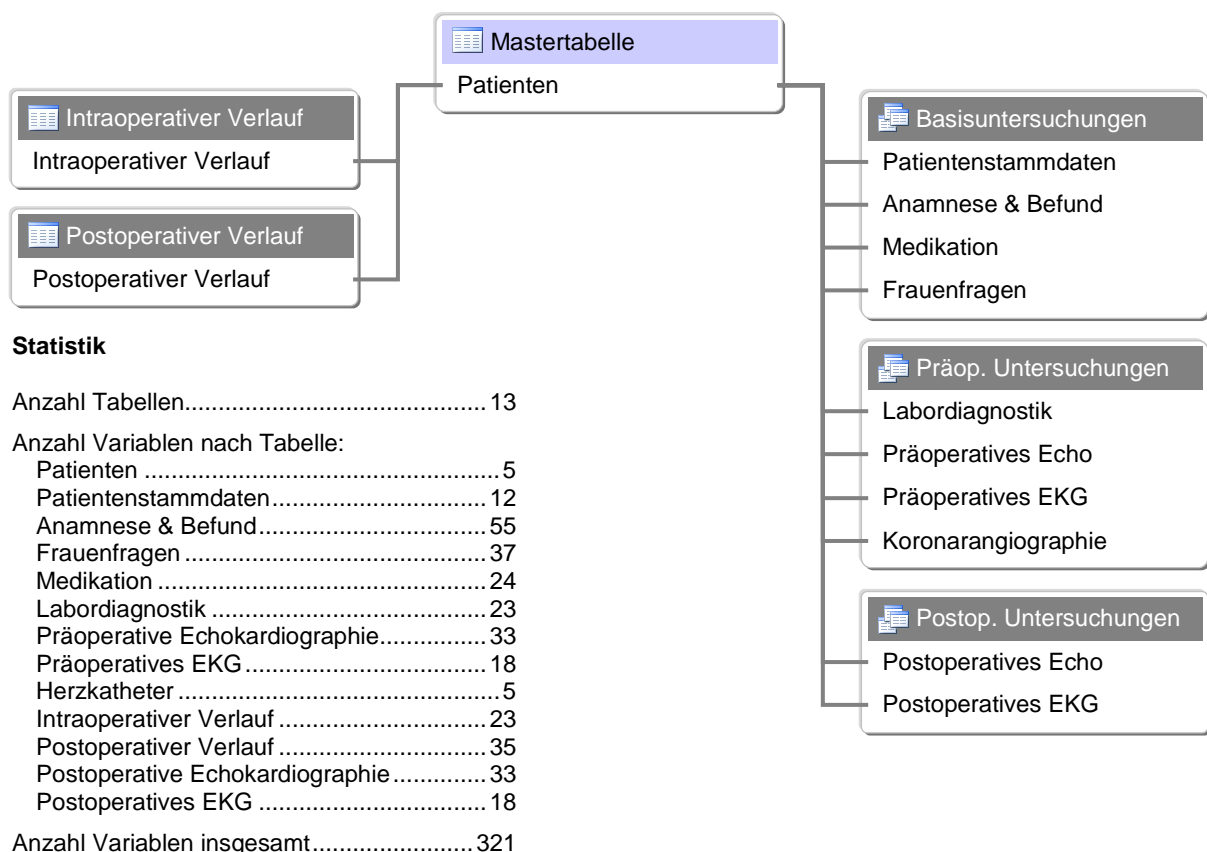 Mastertabelle
Patienten
Intraoperativer Verlauf
Intraoperativer Verlauf
Postoperativer Verlauf
Postoperativer Verlauf
Basisuntersuchungen
Patientenstammdaten
Anamnese & Befund
Medikation
Frauenfragen
Präop. Untersuchungen
Labordiagnostik
Präoperatives Echo
Präoperatives EKG
Koronarangiographie
Postop. Untersuchungen
Postoperatives Echo
Postoperatives EKG
Statistik
Anzahl Tabellen............................................. 13
Anzahl Variablen nach Tabelle:
Patienten ..................................................... 5
Patientenstammdaten................................ 12
Anamnese & Befund.................................. 55
Frauenfragen ............................................. 37
Medikation ................................................. 24
Labordiagnostik ......................................... 23
Präoperative Echokardiographie................ 33
Präoperatives EKG.................................... 18
Herzkatheter ................................................ 5
Intraoperativer Verlauf ............................... 23
Postoperativer Verlauf ............................... 35
Postoperative Echokardiographie.............. 33
Postoperatives EKG .................................. 18
Anzahl Variablen insgesamt........................ 321